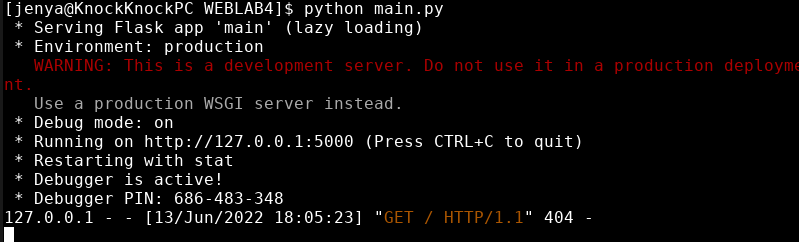 [jenya@KnockKnockPC WEBLAB4]$ python main.py
 * Serving Flask app 'main' (lazy loading)
 * Environment: production
   WARNING: This is a development server. Do not use it in a production deployme
nt.
   Use a production WSGI server instead.
 * Debug mode: on
 * Running on http://127.0.0.1:5000 (Press CTRL+C to quit)
 * Restarting with stat
 * Debugger is active!
 * Debugger PIN: 686-483-348
127.0.0.1 - - [13/Jun/2022 18:05:23] "GET / HTTP/1.1" 404 -